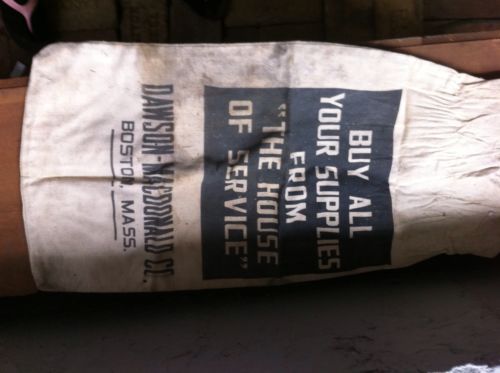 BUY ALL
YOUR SUPPLIES
FROM
"THE HOUSE
OF SERVICE"
DAWSON-MACDONALD CO.
BOSTON, MASS.